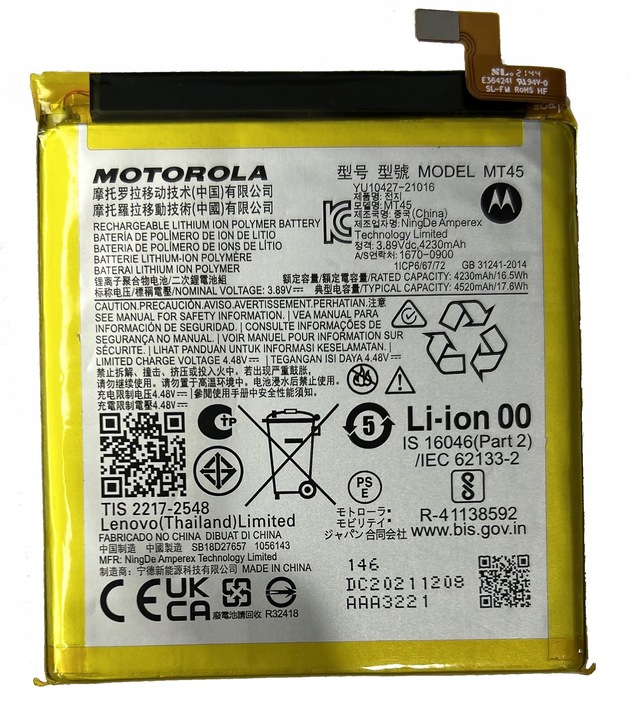 SL. 2144
E364241 94V-0
SL-FM RoHS HF
MOTOROLA
型号 型號 MODEL MT45
摩托罗拉移动技术(中国)有限公司
摩托羅拉移動技術(中國)有限公司
YU10427-21016
제품명: 전지
모델명: MT45
제조국가: 중국(China)
제조업자명: NingDe Amperex
Technology Limited
정격: 3.89Vdc,4230mAh
A/S연락처: 1670-0900
RECHARGEABLE LITHIUM ION POLYMER BATTERY
BATERÍA DE POLÍMERO DE IONES DE LITIO
BATERIA DE POLÍMERO DE ÍON DE LÍTIO
BATTERIE LITHIUM-ION POLYMÈRE
BATERAI LITHIUM ION POLYMER
1ICP6/67/72 GB 31241-2014
锂离子聚合物电池/二次鋰電池組
额定容量/額定電容量/RATED CAPACITY: 4230mAh/16.5Wh
标称电压/標稱電壓/NOMINAL VOLTAGE: 3.89V
典型电容量/TYPICAL CAPACITY: 4520mAh/17.6Wh
CAUTION.PRECAUCIÓN.AVISO.AVERTISSEMENT.PERHATIAN.注意
SEE MANUAL FOR SAFETY INFORMATION. | VEA MANUAL PARA
INFORMACIÓN DE SEGURIDAD. | CONSULTE INFORMAÇÕES DE
SEGURANÇA NO MANUAL. | VOIR MANUEL POUR INFORMATION SUR
SÉCURITE. | LIHAT PANDUAN UNTUK INFORMASI KESELAMATAN.|
LIMITED CHARGE VOLTAGE 4.48V | TEGANGAN ISI DAYA 4.48V
禁止拆解、撞击、挤压或投入火中。若出现严重鼓胀,
请勿继续使用。请勿置于高温环境中。电池浸水后禁止使用。
充电限制电压4.48V |參閱使用手冊中安全性能須知.
充電限制電壓4.48V
TP
5
Li-ion 00
IS 16046(Part 2)
/IEC 62133-2
PS
E
TIS 2217-2548
Lenovo(Thailand)Limited
モトローラ・
モビリティ・
ジャパン合同会社
R-41138592
www.bis.gov.in
FABRICADO NO CHINA DIBUAT DI CHINA
中国制造 中國製造 SB18D27657 1056143
MFR: NingDe Amperex Technology Limited
制造商: 宁德新能源科技有限公司 MADE IN CHINA
CE UK
CA
廢電池請回收
R32418
146
DC20211208
AAA3221